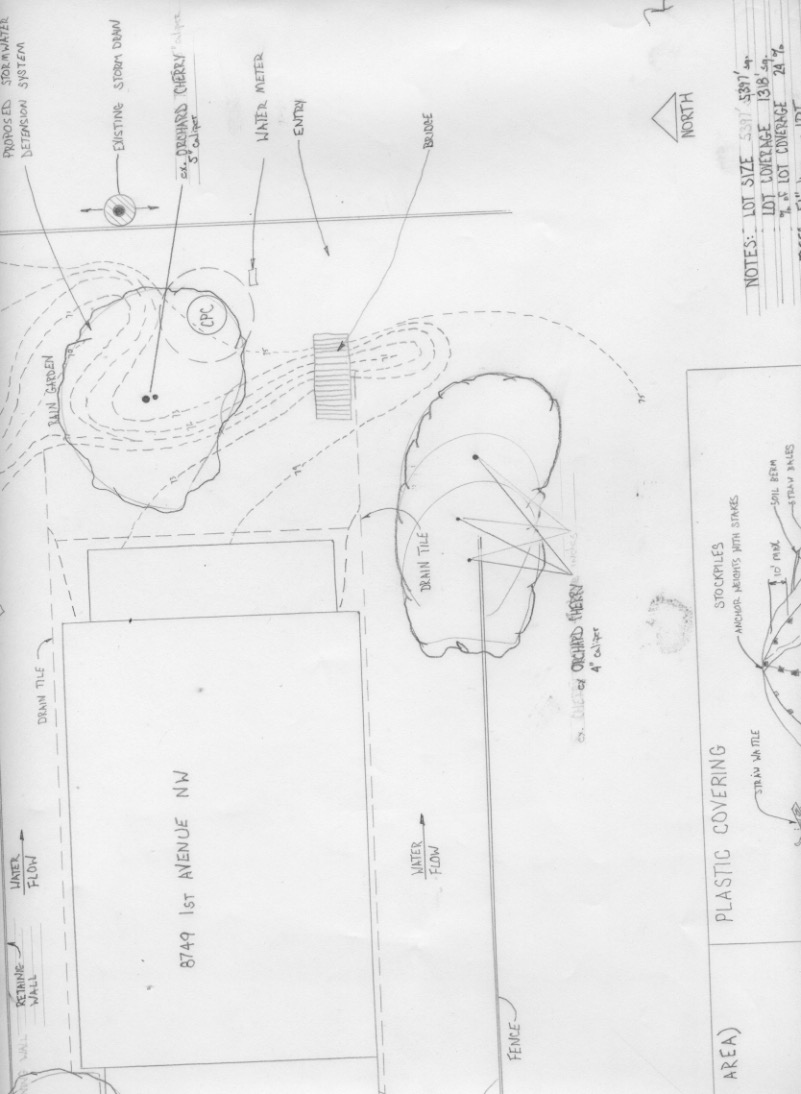 PROPOSED STORMWATER
DETENSION SYSTEM
EXISTING STORM DRAIN
ex. ORCHARD CHERRY
5" caliper
WATER METER
ENTRY
BRIDGE
NORTH
NOTES: LOT SIZE 5397' sq.
LOT COVERAGE 1318' sq.
% of LOT COVERAGE 24 %
RAIN GARDEN
CPC
DRAIN TILE
ex ORCHARD CHERRY
4" caliper
DRAIN TILE
8749 1ST AVENUE NW
WATER
FLOW
WATER
FLOW
RETAING
WALL
FENCE
STOCKPILES
ANCHOR WEIGHTS WITH STAKES
10' MAX
SOIL BERM
STRAW BALES
STRAW WATTLE
PLASTIC COVERING
AREA)